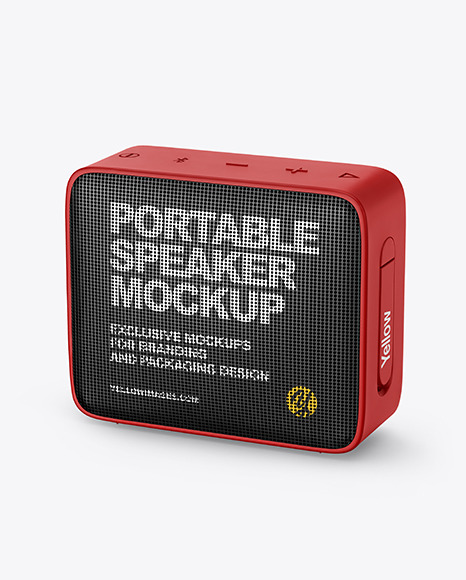 PORTABLE
SPEAKER
MOCKUP
EXCLUSIVE MOCKUPS
FOR BRANDING
AND PACKAGING DESIGN
YELLOWIMAGES.COM
Yellow